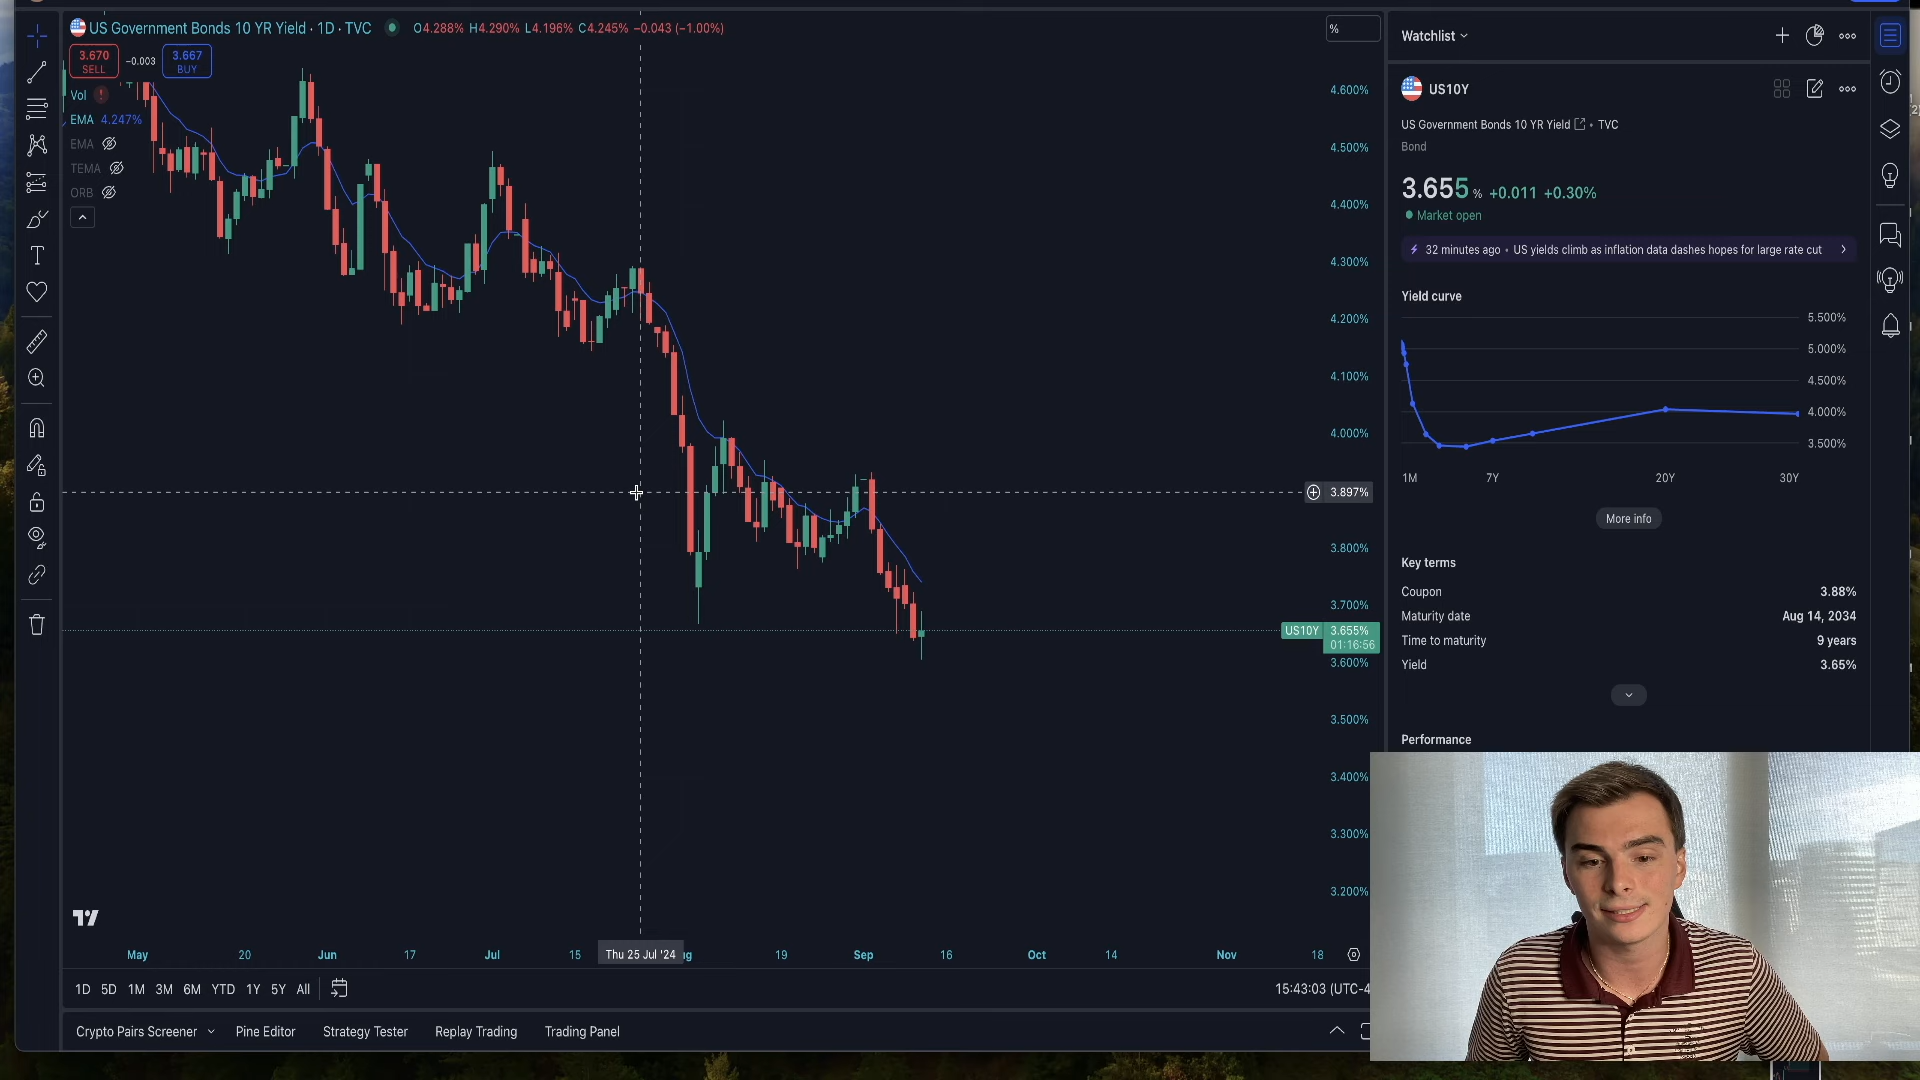 US Government Bonds 10 YR Yield · 1D · TVC O4.288% H4.290% L4.196% C4.245% −0.043 (−1.00%)
3.670 SELL −0.003 3.667 BUY
Vol
EMA 4.247%
EMA
TEMA
ORB
%
4.600%
4.500%
4.400%
4.300%
4.200%
4.100%
4.000%
3.897%
3.800%
3.700%
US10Y 3.655%
01:16:56
3.600%
3.500%
3.400%
3.300%
3.200%
May 20 Jun 17 Jul 15 Thu 25 Jul '24 ug 19 Sep 16 Oct 14 Nov 18
1D 5D 1M 3M 6M YTD 1Y 5Y All 15:43:03 (UTC-4
Crypto Pairs Screener Pine Editor Strategy Tester Replay Trading Trading Panel
Watchlist
US10Y
US Government Bonds 10 YR Yield • TVC
Bond
3.655 % +0.011 +0.30%
Market open
32 minutes ago • US yields climb as inflation data dashes hopes for large rate cut
Yield curve
5.500%
5.000%
4.500%
4.000%
3.500%
1M 7Y 20Y 30Y
More info
Key terms
Coupon 3.88%
Maturity date Aug 14, 2034
Time to maturity 9 years
Yield 3.65%
Performance